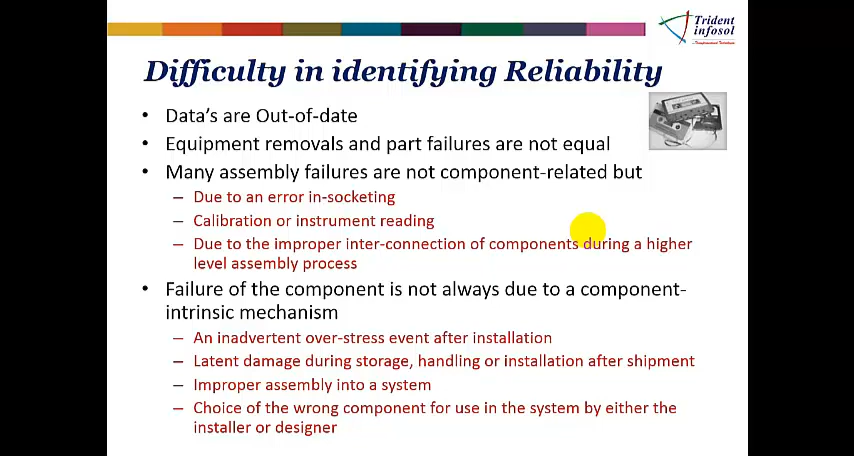 Trident
infosol
Difficulty in identifying Reliability
• Data's are Out-of-date
• Equipment removals and part failures are not equal
• Many assembly failures are not component-related but
– Due to an error in-socketing
– Calibration or instrument reading
– Due to the improper inter-connection of components during a higher
level assembly process
• Failure of the component is not always due to a component-
intrinsic mechanism
– An inadvertent over-stress event after installation
– Latent damage during storage, handling or installation after shipment
– Improper assembly into a system
– Choice of the wrong component for use in the system by either the
installer or designer